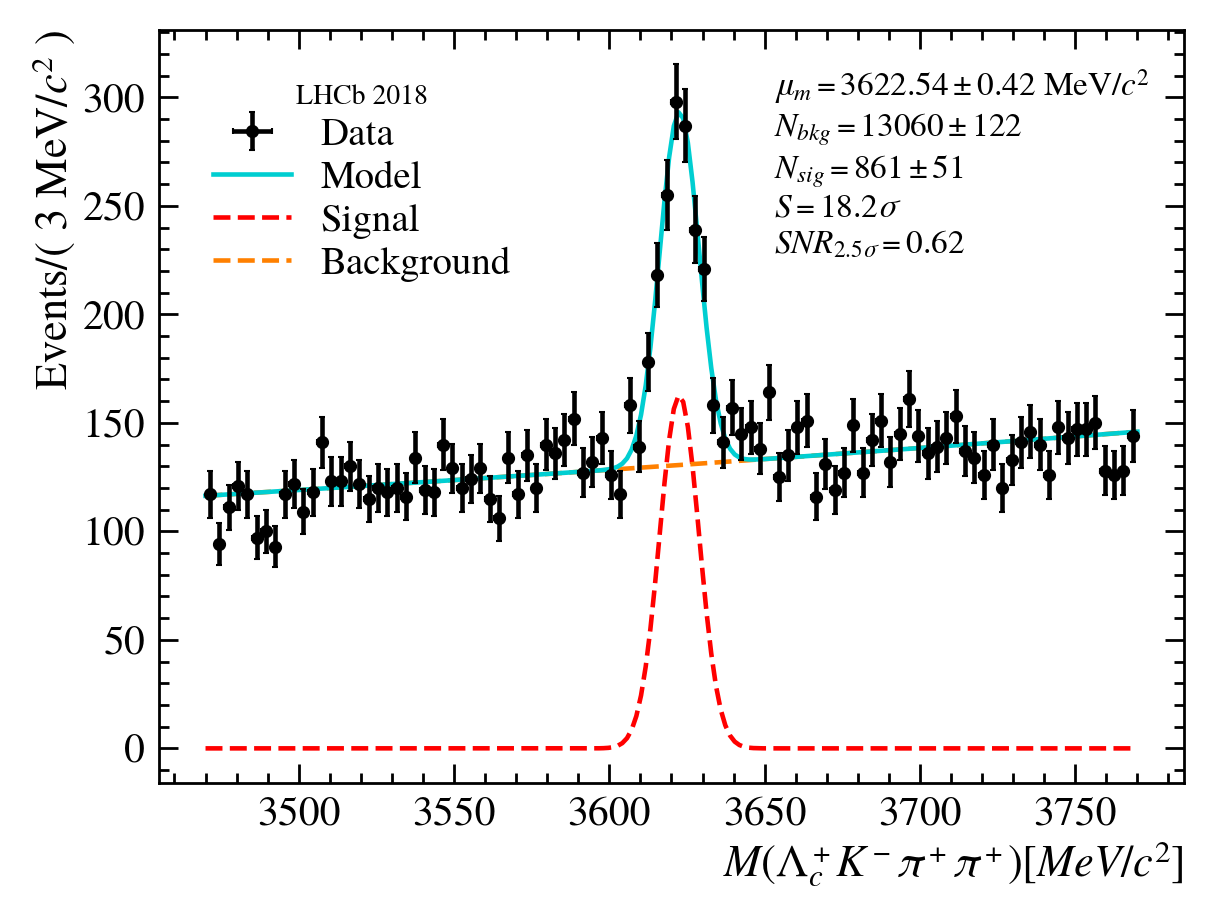 Events/( 3 MeV/c² )
300
250
200
150
100
50
0
LHCb 2018
Data
Model
Signal
Background
μₘ = 3622.54 ± 0.42 MeV/c²
N_bkg = 13060 ± 122
N_sig = 861 ± 51
S = 18.2σ
SNR_2.5σ = 0.62
3500 3550 3600 3650 3700 3750
M(Λ_c⁺K⁻π⁺π⁺)[MeV/c²]